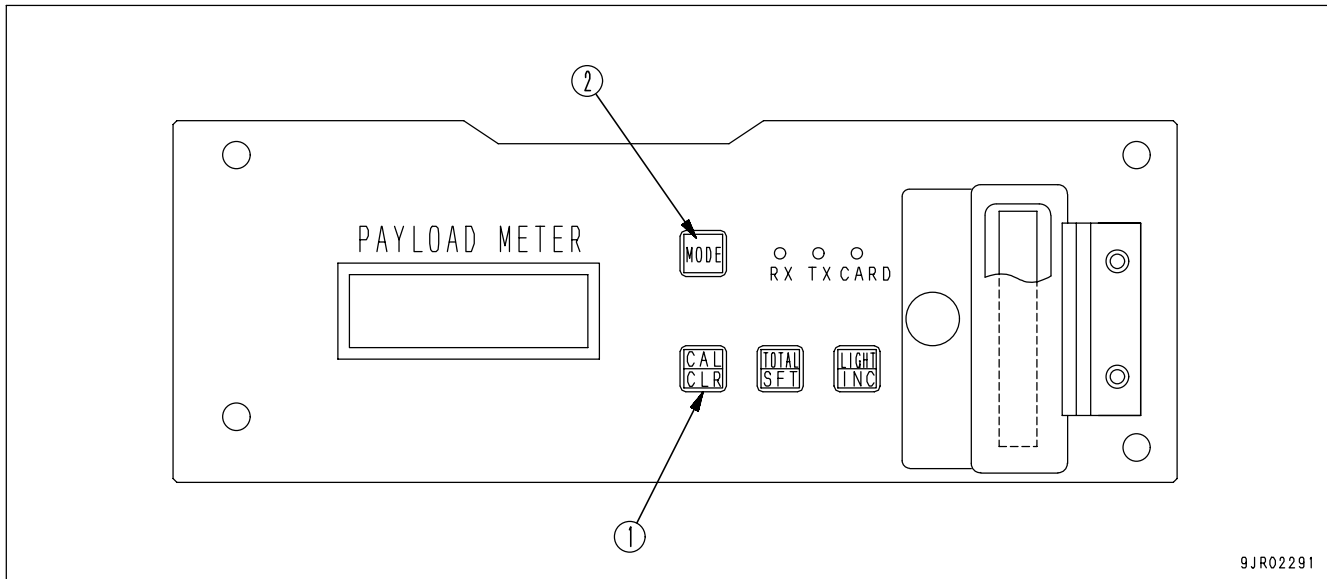 ②
PAYLOAD METER
MODE
RX TX CARD
CAL
CLR
TOTAL
SFT
LIGHT
INC
①
9JR02291